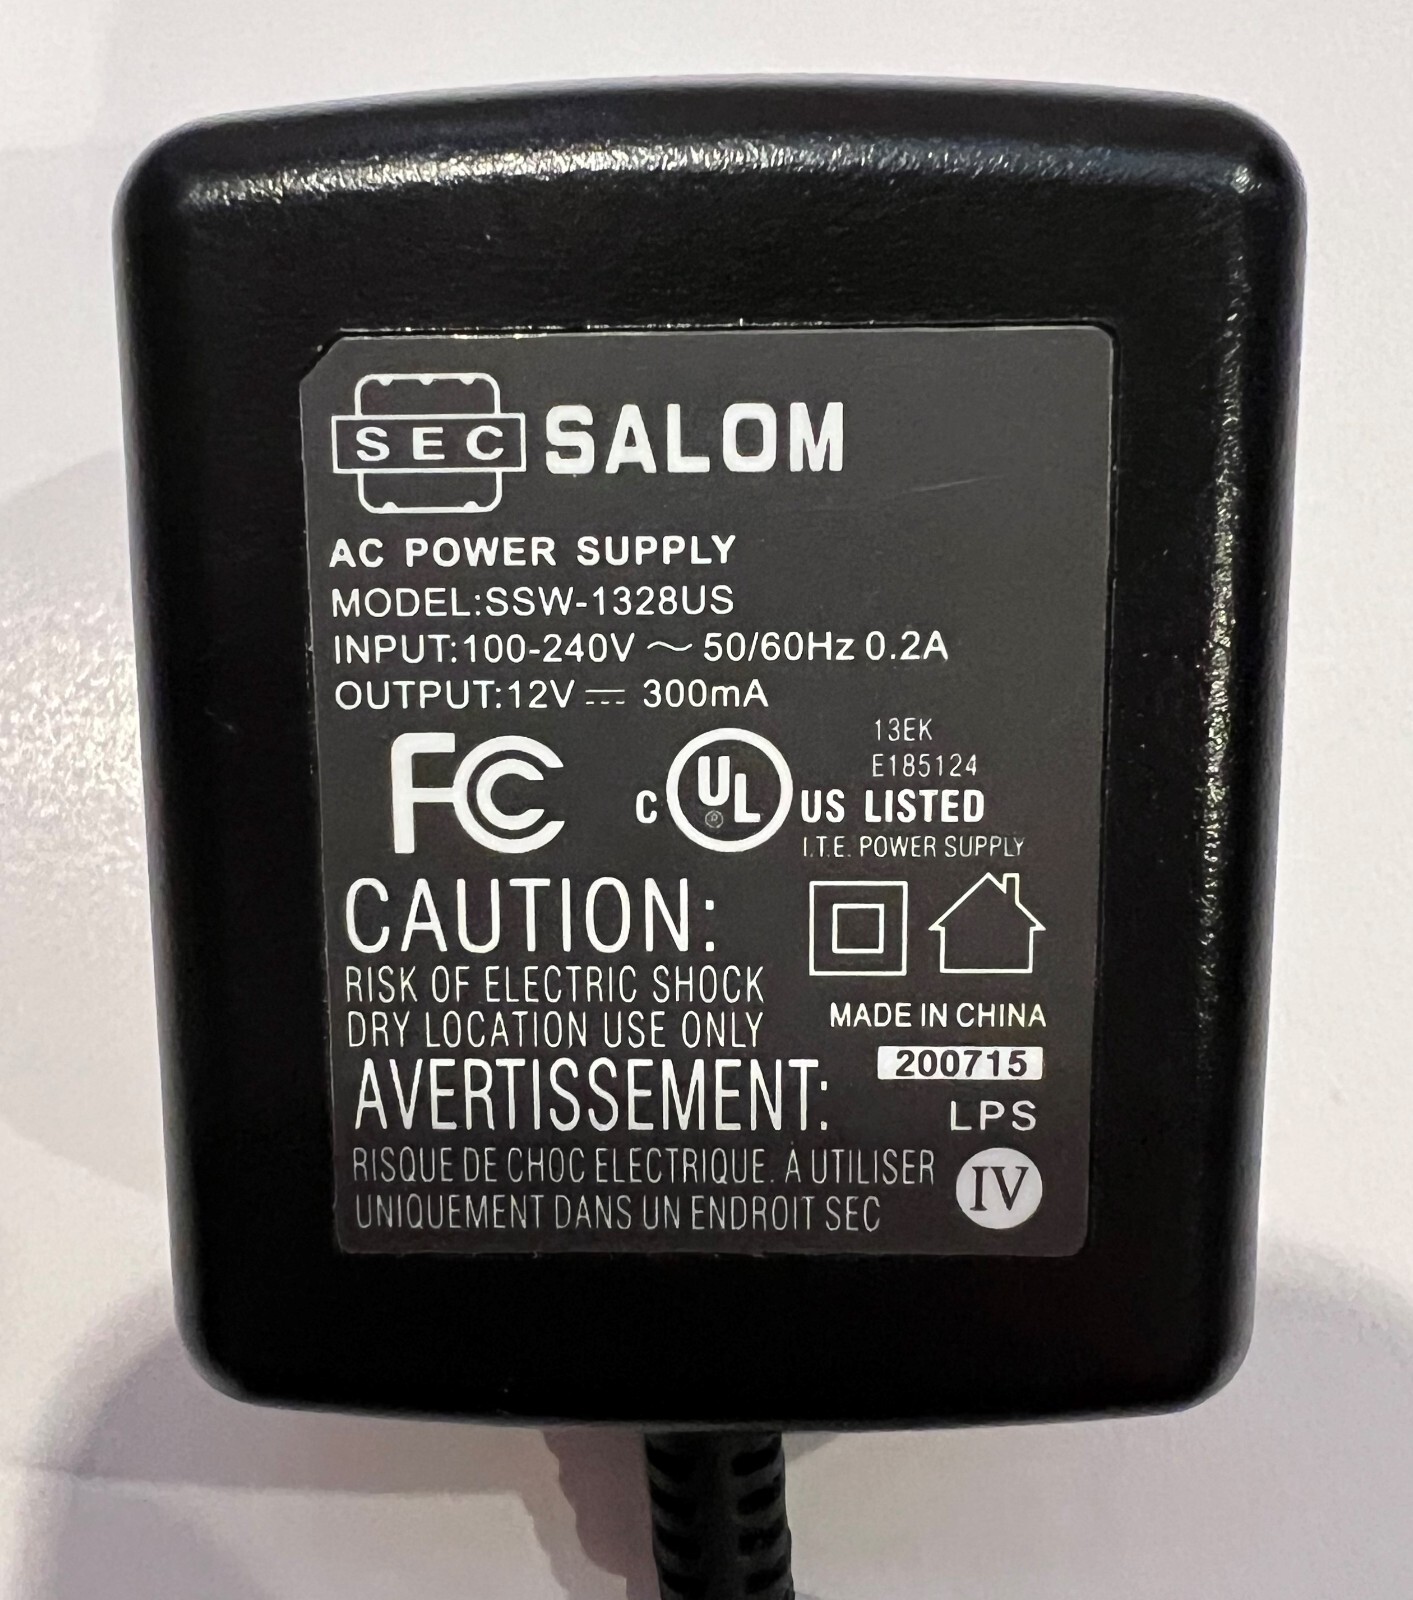 SEC SALOM
AC POWER SUPPLY
MODEL:SSW-1328US
INPUT:100-240V ～ 50/60Hz 0.2A
OUTPUT:12V ⎓ 300mA
13EK
E185124
FC C UL US LISTED
®
I.T.E. POWER SUPPLY
CAUTION:
RISK OF ELECTRIC SHOCK
DRY LOCATION USE ONLY
MADE IN CHINA
200715
AVERTISSEMENT:
LPS
RISQUE DE CHOC ELECTRIQUE. À UTILISER
UNIQUEMENT DANS UN ENDROIT SEC
IV